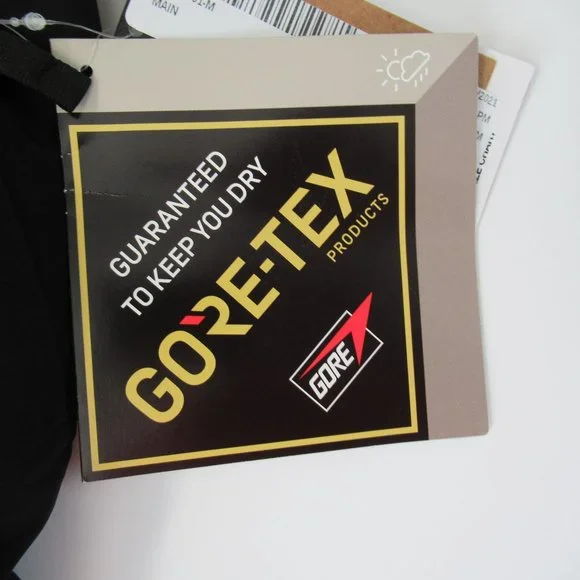 MAIN
GUARANTEED
TO KEEP YOU DRY
GORE-TEX
PRODUCTS
GORE